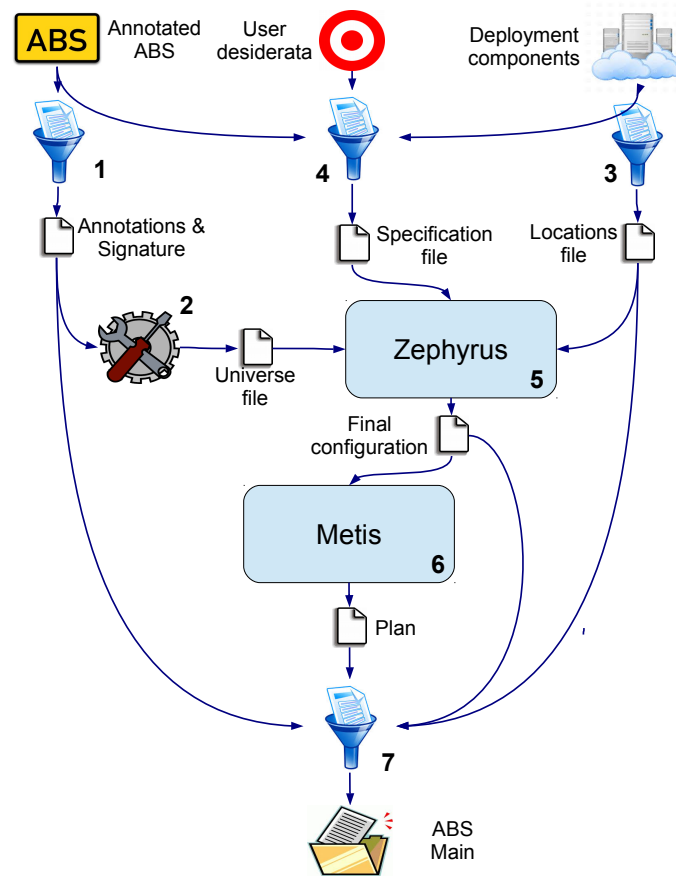 ABS
Annotated
ABS
User
desiderata
Deployment
components
1
4
3
Annotations &
Signature
Specification
file
Locations
file
2
Universe
file
Zephyrus
5
Final
configuration
Metis
6
Plan
7
ABS
Main